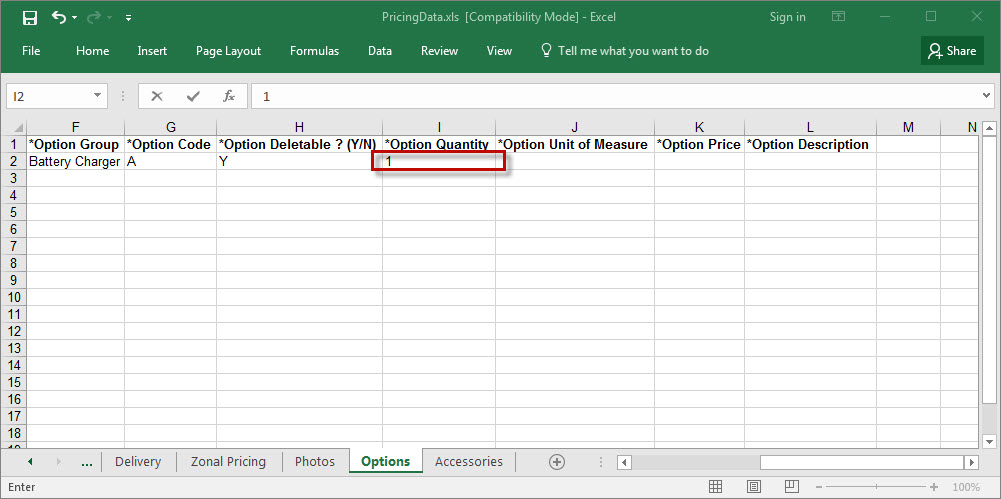 PricingData.xls [Compatibility Mode] - Excel Sign in
File Home Insert Page Layout Formulas Data Review View Tell me what you want to do Share
I2 fx 1
F G H I J K L M N
1 *Option Group *Option Code *Option Deletable ? (Y/N) *Option Quantity *Option Unit of Measure *Option Price *Option Description
2 Battery Charger A Y 1
3
4
5
6
7
8
9
10
11
12
13
14
15
16
17
18
... Delivery Zonal Pricing Photos Options Accessories
Enter 100%